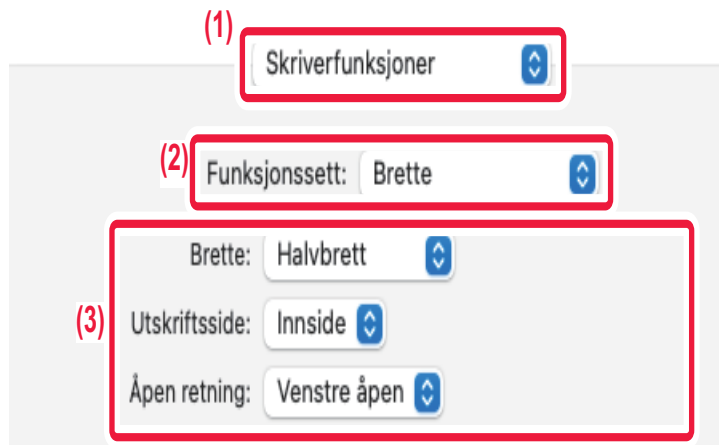 (1)
Skriverfunksjoner
(2)
Funksjonssett: Brette
(3)
Brette: Halvbrett
Utskriftsside: Innside
Åpen retning: Venstre åpen